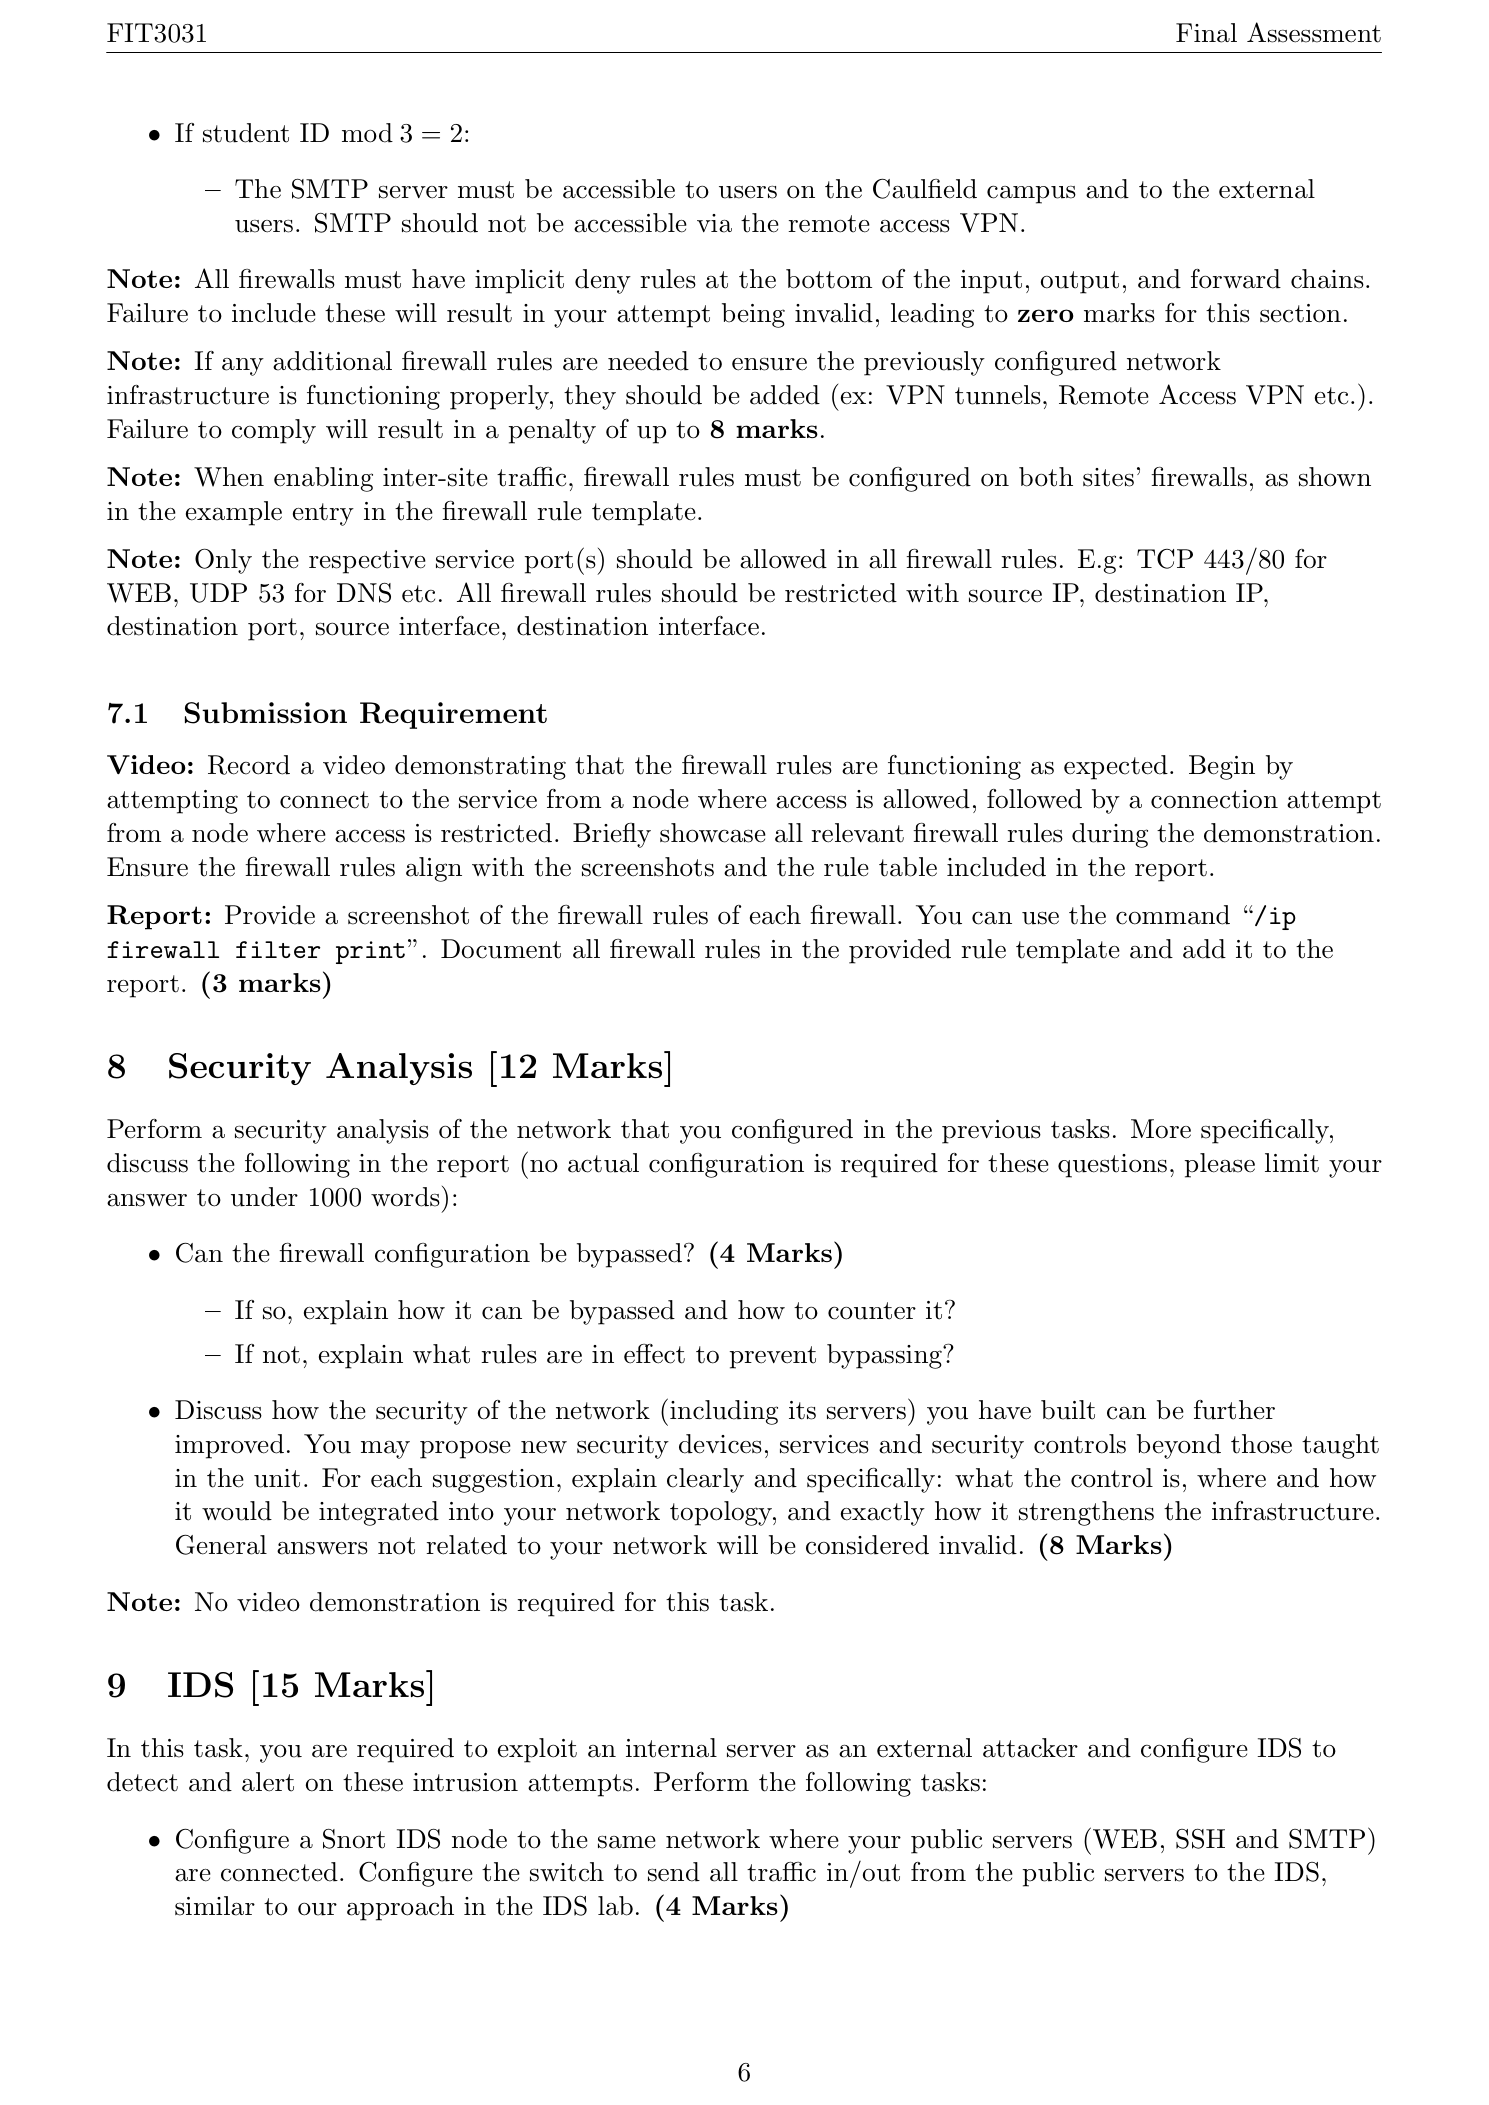 FIT3031 Final Assessment
• If student ID mod 3 = 2:
– The SMTP server must be accessible to users on the Caulfield campus and to the external
users. SMTP should not be accessible via the remote access VPN.
Note: All firewalls must have implicit deny rules at the bottom of the input, output, and forward chains.
Failure to include these will result in your attempt being invalid, leading to zero marks for this section.
Note: If any additional firewall rules are needed to ensure the previously configured network
infrastructure is functioning properly, they should be added (ex: VPN tunnels, Remote Access VPN etc.).
Failure to comply will result in a penalty of up to 8 marks.
Note: When enabling inter-site traffic, firewall rules must be configured on both sites’ firewalls, as shown
in the example entry in the firewall rule template.
Note: Only the respective service port(s) should be allowed in all firewall rules. E.g: TCP 443/80 for
WEB, UDP 53 for DNS etc. All firewall rules should be restricted with source IP, destination IP,
destination port, source interface, destination interface.
7.1 Submission Requirement
Video: Record a video demonstrating that the firewall rules are functioning as expected. Begin by
attempting to connect to the service from a node where access is allowed, followed by a connection attempt
from a node where access is restricted. Briefly showcase all relevant firewall rules during the demonstration.
Ensure the firewall rules align with the screenshots and the rule table included in the report.
Report: Provide a screenshot of the firewall rules of each firewall. You can use the command “/ip
firewall filter print”. Document all firewall rules in the provided rule template and add it to the
report. (3 marks)
8 Security Analysis [12 Marks]
Perform a security analysis of the network that you configured in the previous tasks. More specifically,
discuss the following in the report (no actual configuration is required for these questions, please limit your
answer to under 1000 words):
• Can the firewall configuration be bypassed? (4 Marks)
– If so, explain how it can be bypassed and how to counter it?
– If not, explain what rules are in effect to prevent bypassing?
• Discuss how the security of the network (including its servers) you have built can be further
improved. You may propose new security devices, services and security controls beyond those taught
in the unit. For each suggestion, explain clearly and specifically: what the control is, where and how
it would be integrated into your network topology, and exactly how it strengthens the infrastructure.
General answers not related to your network will be considered invalid. (8 Marks)
Note: No video demonstration is required for this task.
9 IDS [15 Marks]
In this task, you are required to exploit an internal server as an external attacker and configure IDS to
detect and alert on these intrusion attempts. Perform the following tasks:
• Configure a Snort IDS node to the same network where your public servers (WEB, SSH and SMTP)
are connected. Configure the switch to send all traffic in/out from the public servers to the IDS,
similar to our approach in the IDS lab. (4 Marks)
6